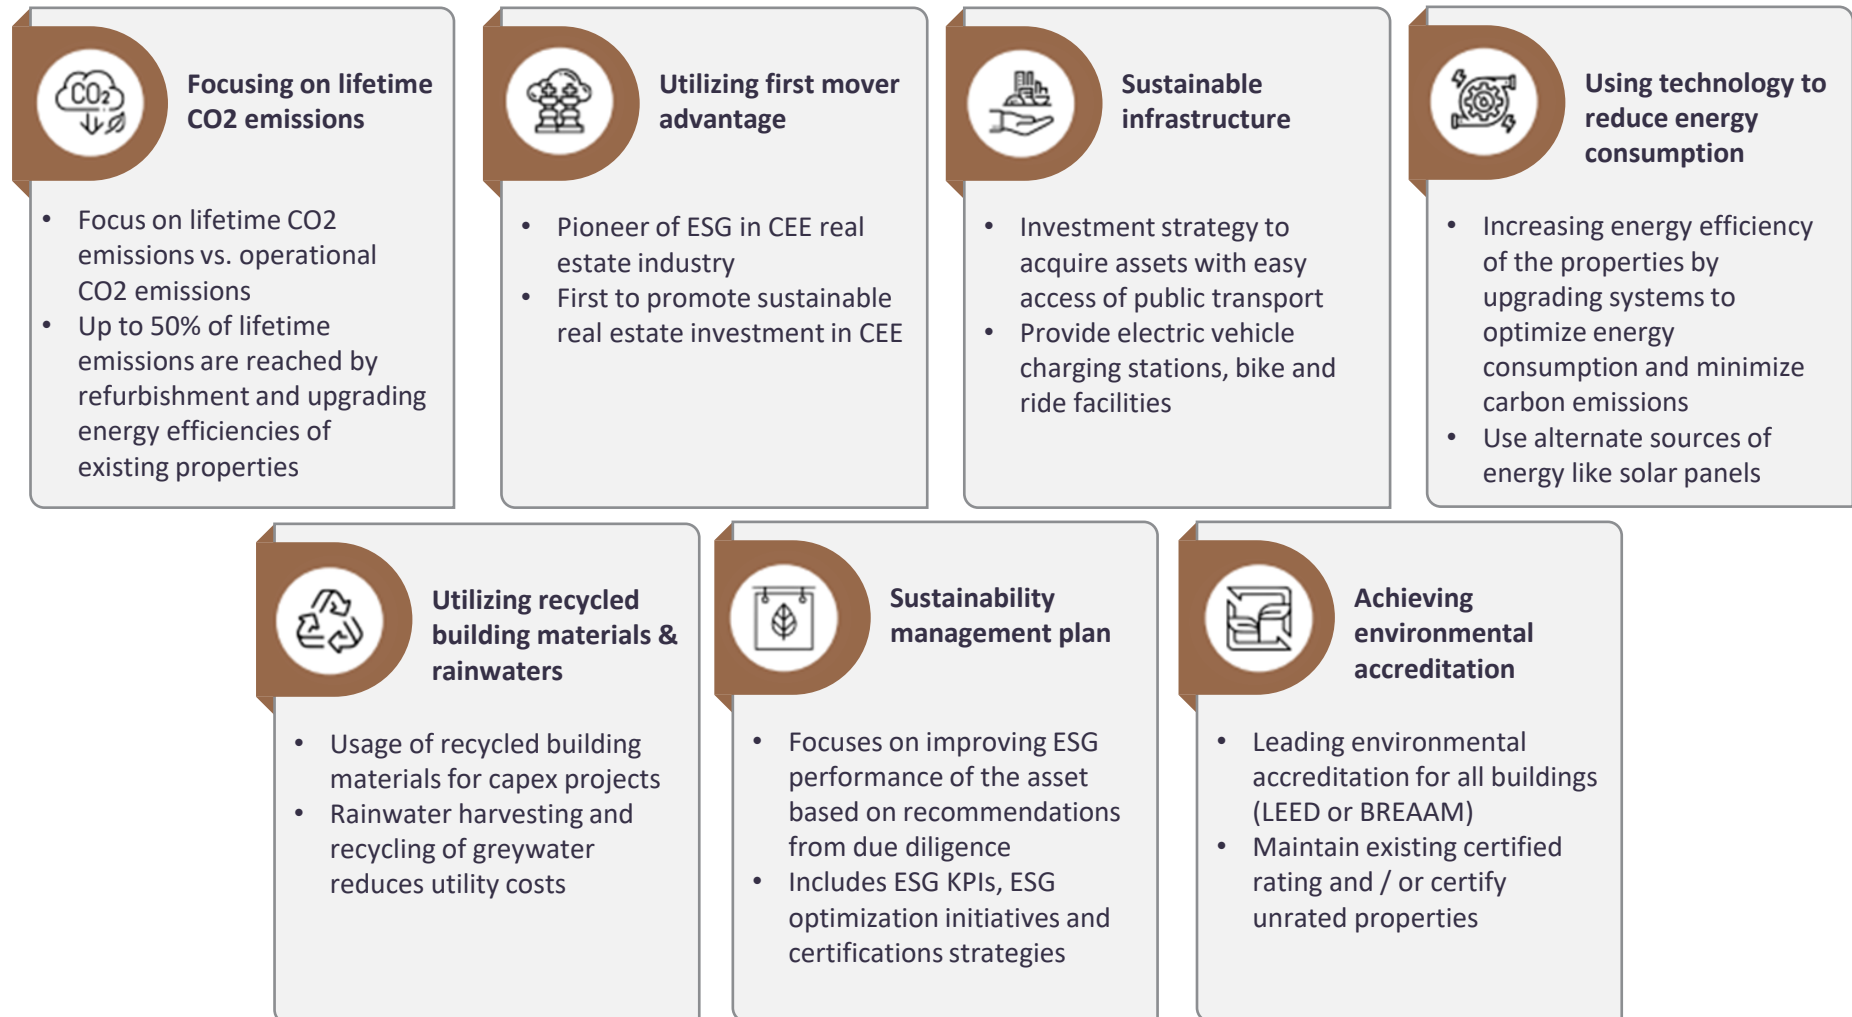 CO2
Focusing on lifetime
CO2 emissions
• Focus on lifetime CO2
emissions vs. operational
CO2 emissions
• Up to 50% of lifetime
emissions are reached by
refurbishment and upgrading
energy efficiencies of
existing properties
Utilizing first mover
advantage
• Pioneer of ESG in CEE real
estate industry
• First to promote sustainable
real estate investment in CEE
Sustainable
infrastructure
• Investment strategy to
acquire assets with easy
access of public transport
• Provide electric vehicle
charging stations, bike and
ride facilities
Using technology to
reduce energy
consumption
• Increasing energy efficiency
of the properties by
upgrading systems to
optimize energy
consumption and minimize
carbon emissions
• Use alternate sources of
energy like solar panels
Utilizing recycled
building materials &
rainwaters
• Usage of recycled building
materials for capex projects
• Rainwater harvesting and
recycling of greywater
reduces utility costs
Sustainability
management plan
• Focuses on improving ESG
performance of the asset
based on recommendations
from due diligence
• Includes ESG KPIs, ESG
optimization initiatives and
certifications strategies
Achieving
environmental
accreditation
• Leading environmental
accreditation for all buildings
(LEED or BREAAM)
• Maintain existing certified
rating and / or certify
unrated properties